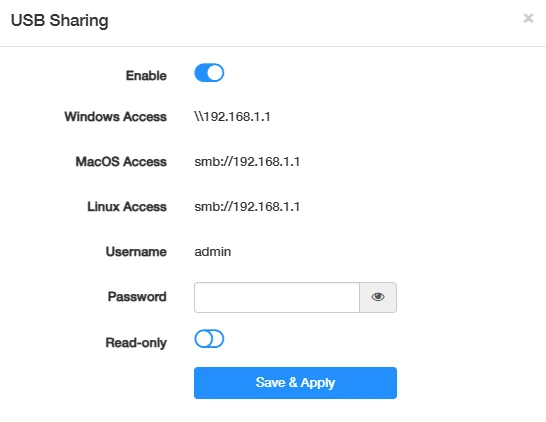 USB Sharing ×
Enable
Windows Access \\192.168.1.1
MacOS Access smb://192.168.1.1
Linux Access smb://192.168.1.1
Username admin
Password
Read-only
Save & Apply